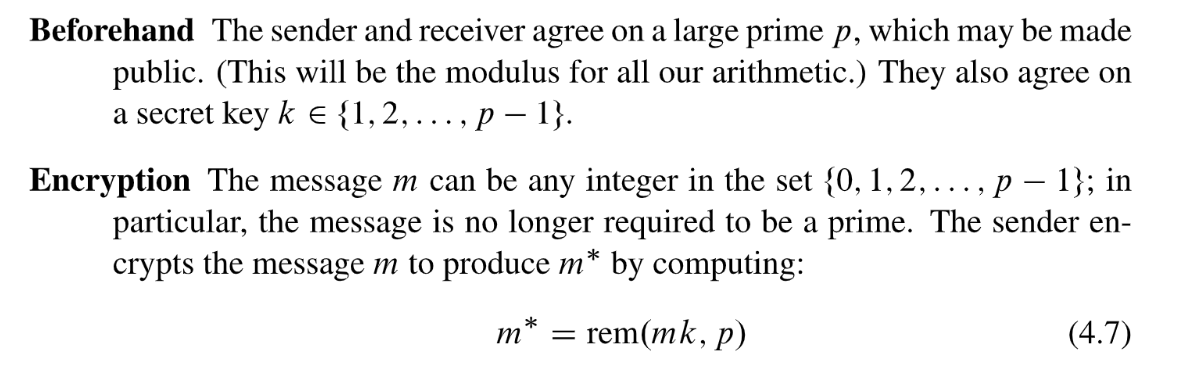 Beforehand The sender and receiver agree on a large prime p, which may be made
public. (This will be the modulus for all our arithmetic.) They also agree on
a secret key k ∈ {1, 2, . . . , p − 1}.
Encryption The message m can be any integer in the set {0, 1, 2, . . . , p − 1}; in
particular, the message is no longer required to be a prime. The sender en-
crypts the message m to produce m* by computing:
m* = rem(mk, p) (4.7)